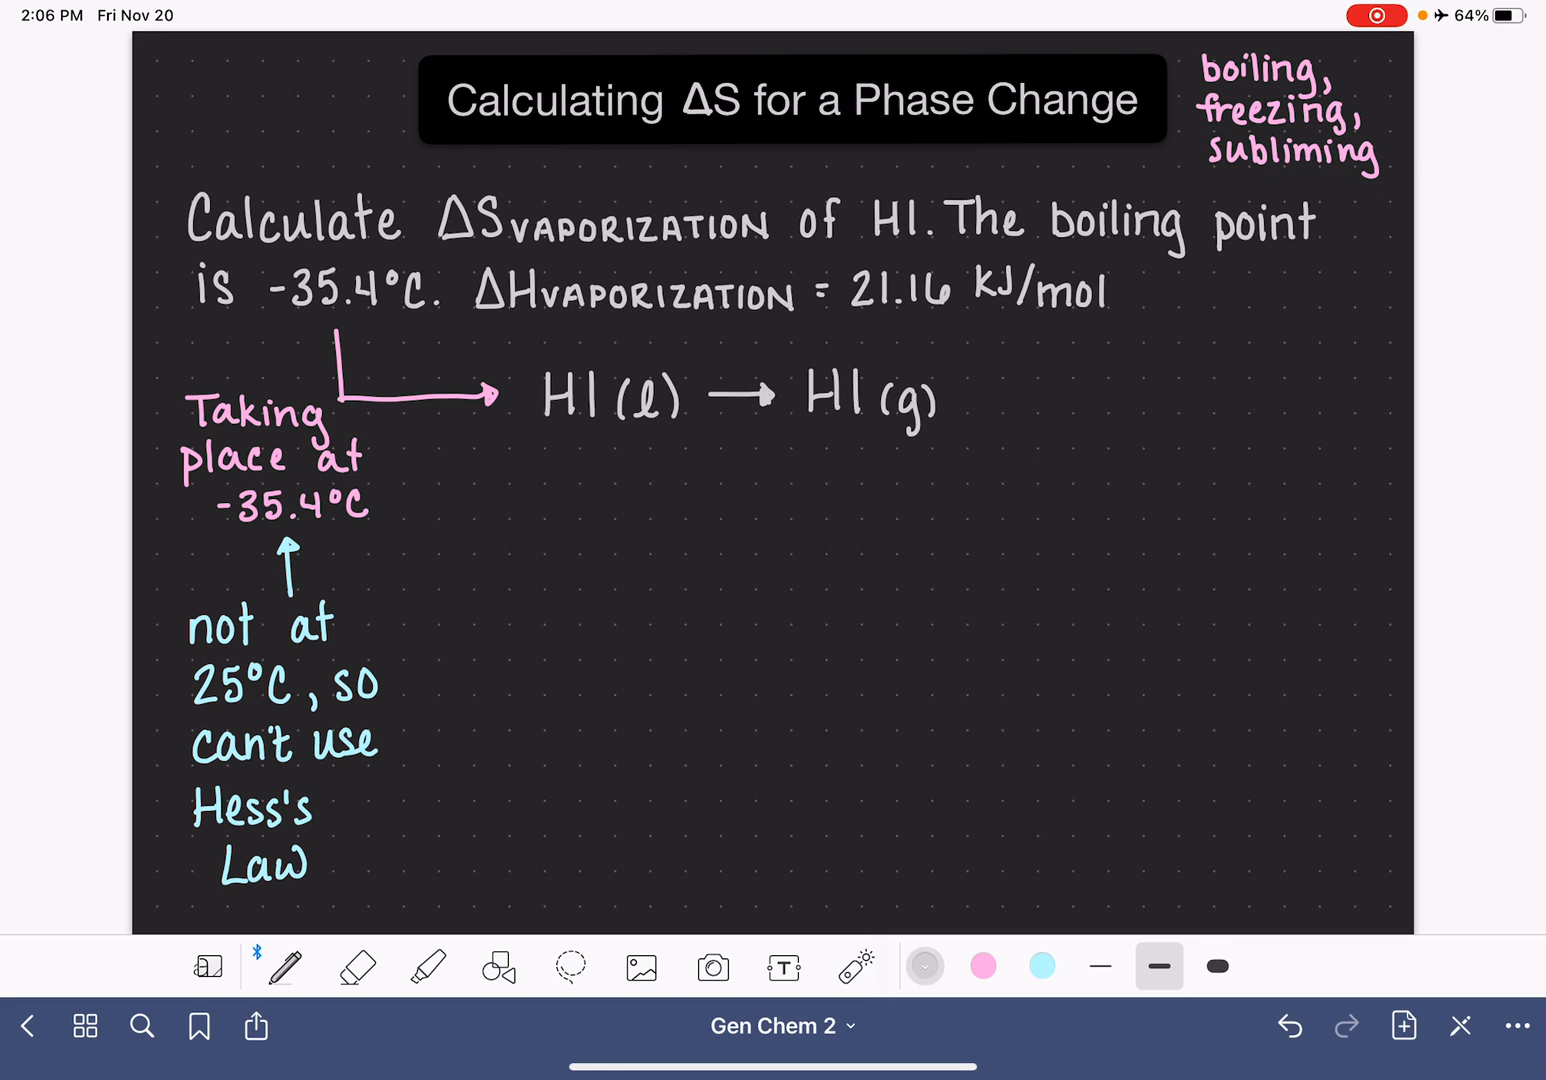 2:06 PM Fri Nov 20
64%
Calculating ΔS for a Phase Change
boiling,
freezing,
subliming
Calculate ΔSVAPORIZATION of HI. The boiling point
is -35.4°C. ΔHVAPORIZATION = 21.16 kJ/mol
HI(l) → HI(g)
Taking
place at
-35.4°C
not at
25°C, so
can't use
Hess's
Law
T
Gen Chem 2